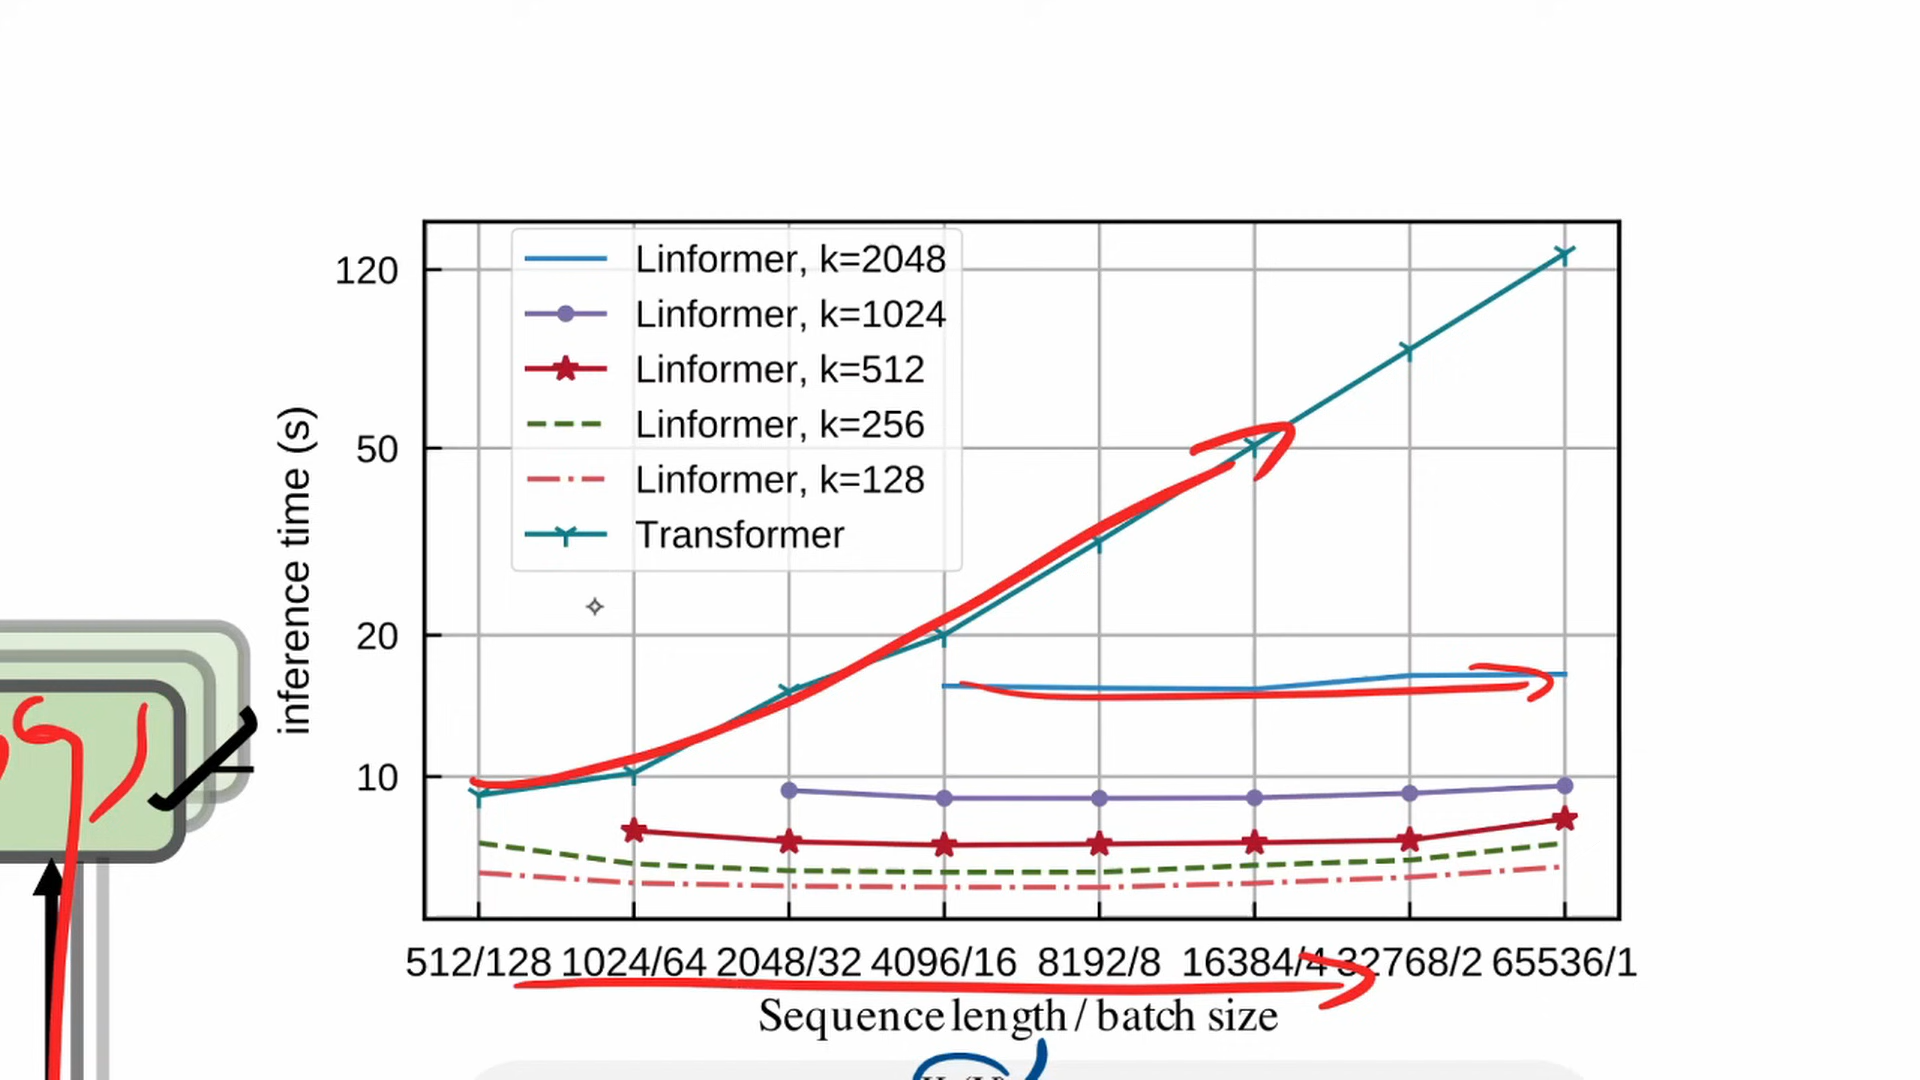 Linformer, k=2048
Linformer, k=1024
Linformer, k=512
Linformer, k=256
Linformer, k=128
Transformer
120
50
20
10
inference time (s)
512/128 1024/64 2048/32 4096/16 8192/8 16384/4 32768/2 65536/1
Sequence length / batch size